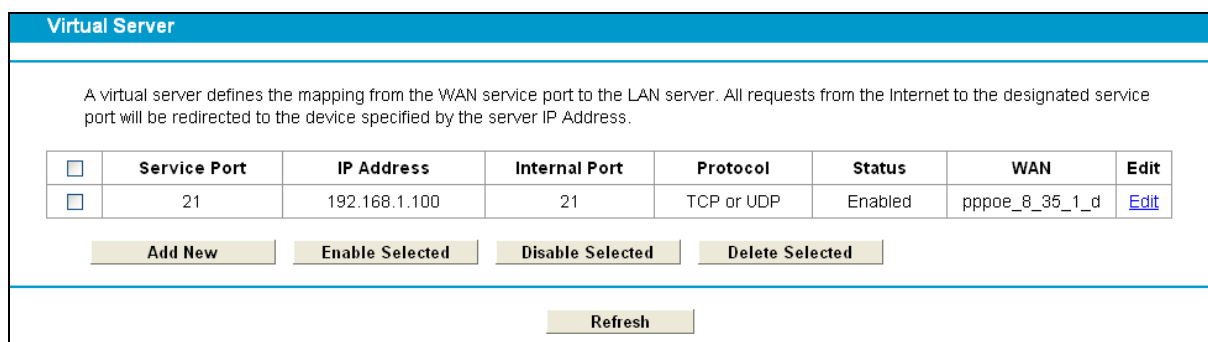 Virtual Server
A virtual server defines the mapping from the WAN service port to the LAN server. All requests from the Internet to the designated service
port will be redirected to the device specified by the server IP Address.
Service Port IP Address Internal Port Protocol Status WAN Edit
21 192.168.1.100 21 TCP or UDP Enabled pppoe_8_35_1_d Edit
Add New Enable Selected Disable Selected Delete Selected
Refresh